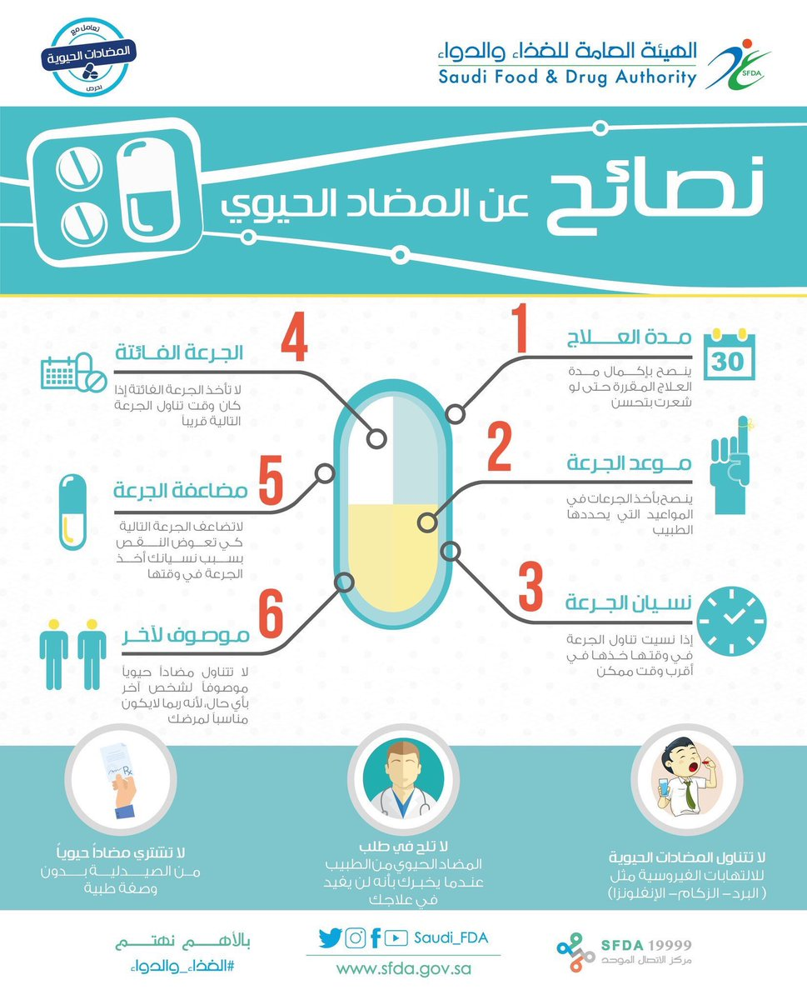 تعامل مع
المضادات الحيوية
بحرص
الهيئة العامة للغذاء والدواء
Saudi Food & Drug Authority
SFDA
نصائح عن المضاد الحيوي
1
مدة العلاج
30
ينصح بإكمال مدة
العلاج المقررة حتى لو
شعرت بتحسن
2
موعد الجرعة
ينصح بأخذ الجرعات في
المواعيد التي يحددها
الطبيب
3
نسيان الجرعة
إذا نسيت تناول الجرعة
في وقتها خذها في
أقرب وقت ممكن
4
الجرعة الفائتة
لا تأخذ الجرعة الفائتة إذا
كان وقت تناول الجرعة
التالية قريباً
5
مضاعفة الجرعة
لاتضاعف الجرعة التالية
كي تعوض النقص
بسبب نسيانك أخذ
الجرعة في وقتها
6
موصوف لآخر
لا تتناول مضاداً حيوياً
موصوفاً لشخص آخر
بأي حال، لأنه ربما لايكون
مناسباً لمرضك
لا تتناول المضادات الحيوية
للالتهابات الفيروسية مثل
( البرد- الزكام- الإنفلونزا)
لا تلح في طلب
المضاد الحيوي من الطبيب
عندما يخبرك بأنه لن يفيد
في علاجك
Rx
لا تشتري مضاداً حيوياً
من الصيدلية بدون
وصفة طبية
SFDA 19999
مركز الاتصال الموحد
Saudi_FDA
www.sfda.gov.sa
بالأهم نهتم
#الغذاء_والدواء